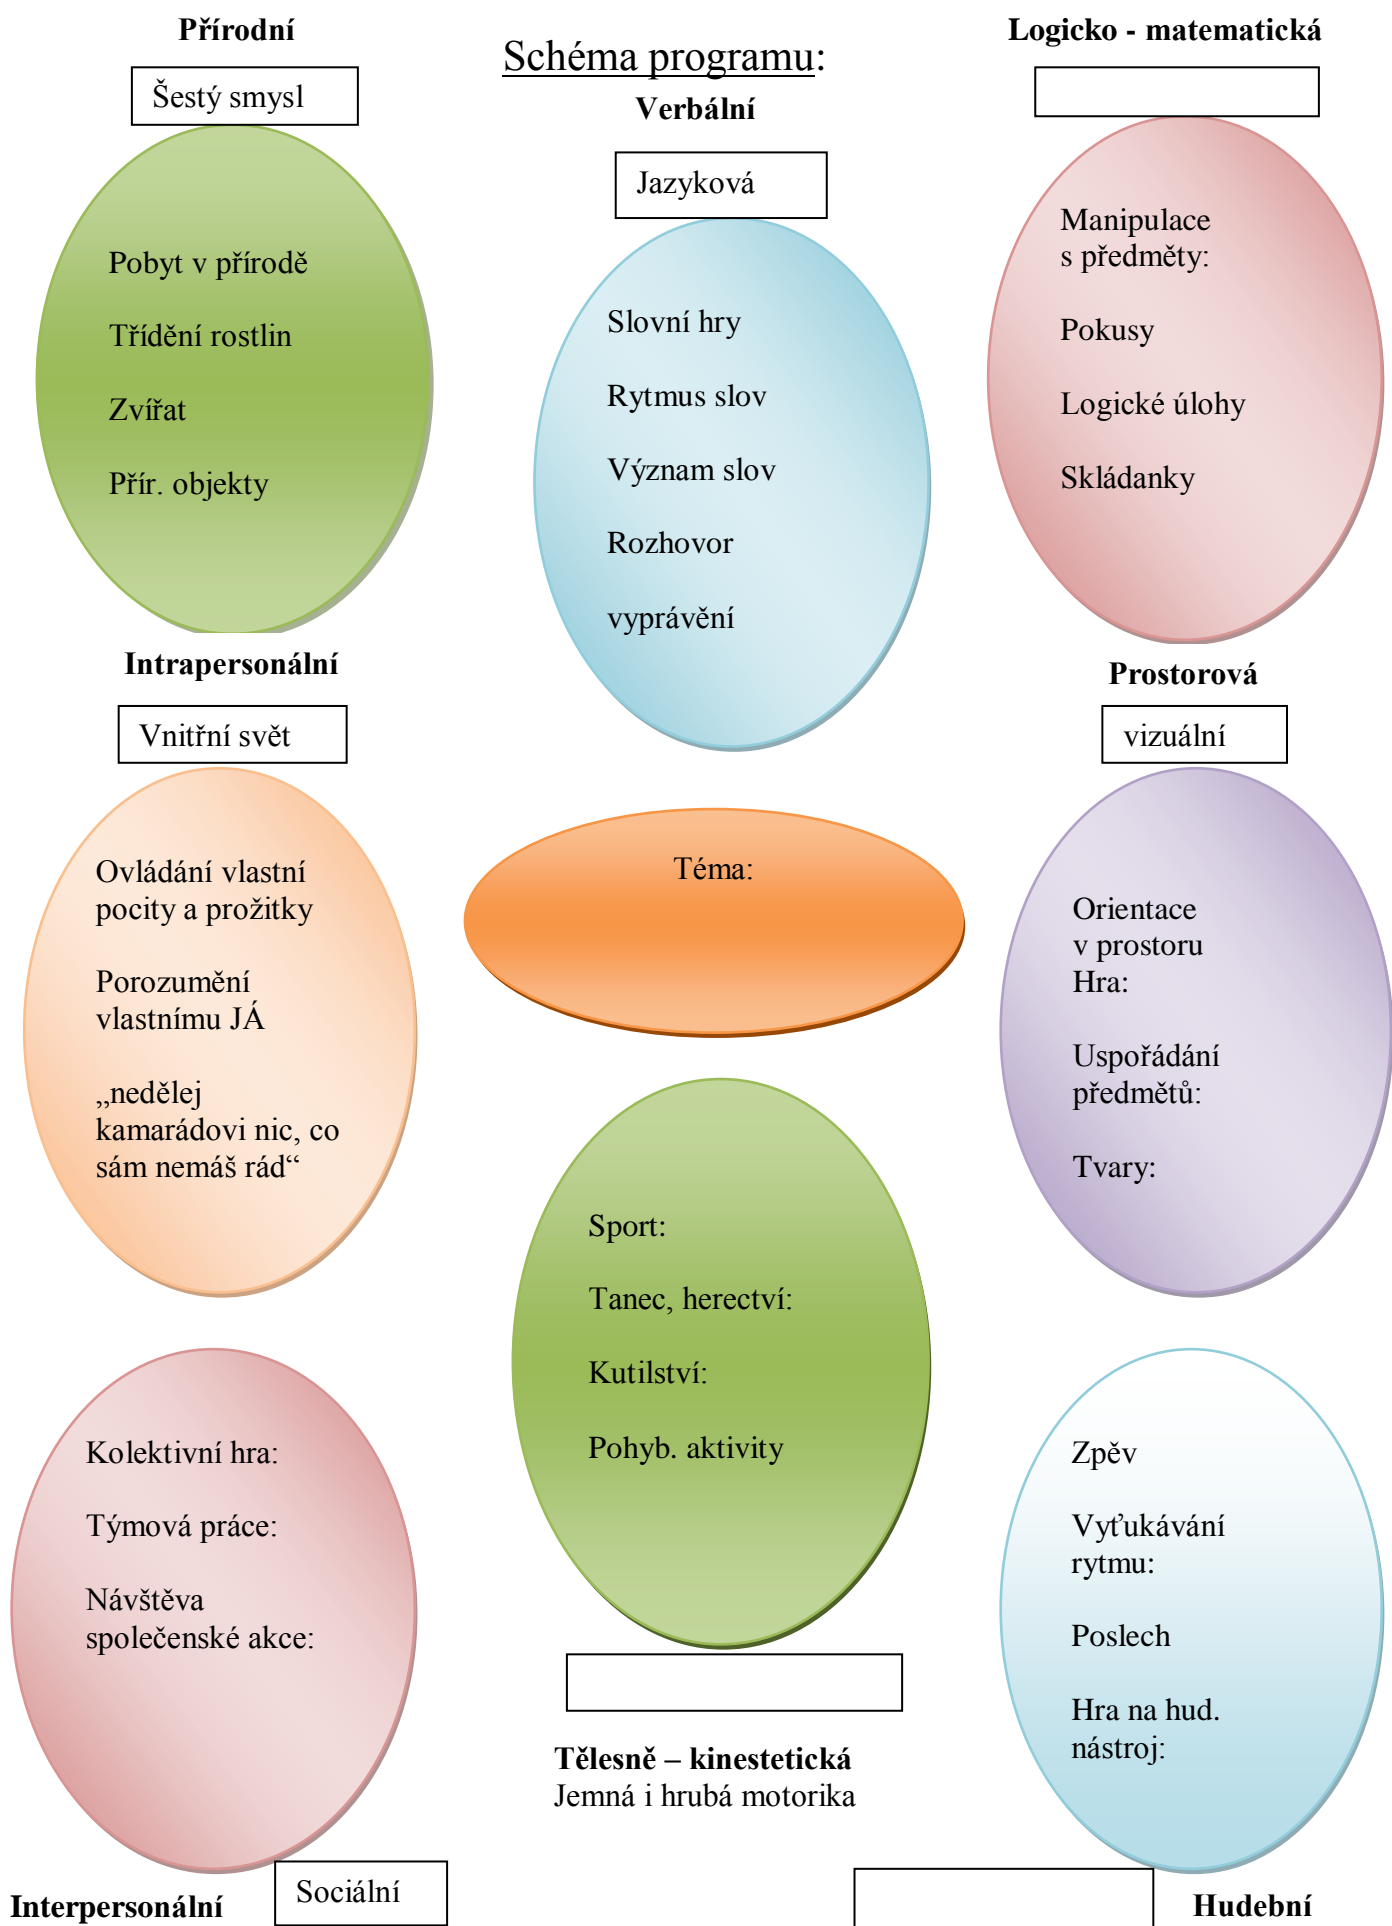 Přírodní
Šestý smysl
Pobyt v přírodě
Třídění rostlin
Zvířat
Přír. objekty
Schéma programu:
Verbální
Jazyková
Slovní hry
Rytmus slov
Význam slov
Rozhovor
vyprávění
Logicko - matematická
Manipulace
s předměty:
Pokusy
Logické úlohy
Skládanky
Intrapersonální
Vnitřní svět
Ovládání vlastní
pocity a prožitky
Porozumění
vlastnímu JÁ
„nedělej
kamarádovi nic, co
sám nemáš rád“
Téma:
Prostorová
vizuální
Orientace
v prostoru
Hra:
Uspořádání
předmětů:
Tvary:
Kolektivní hra:
Týmová práce:
Návštěva
společenské akce:
Interpersonální
Sociální
Sport:
Tanec, herectví:
Kutilství:
Pohyb. aktivity
Tělesně – kinestetická
Jemná i hrubá motorika
Zpěv
Vyťukávání
rytmu:
Poslech
Hra na hud.
nástroj:
Hudební